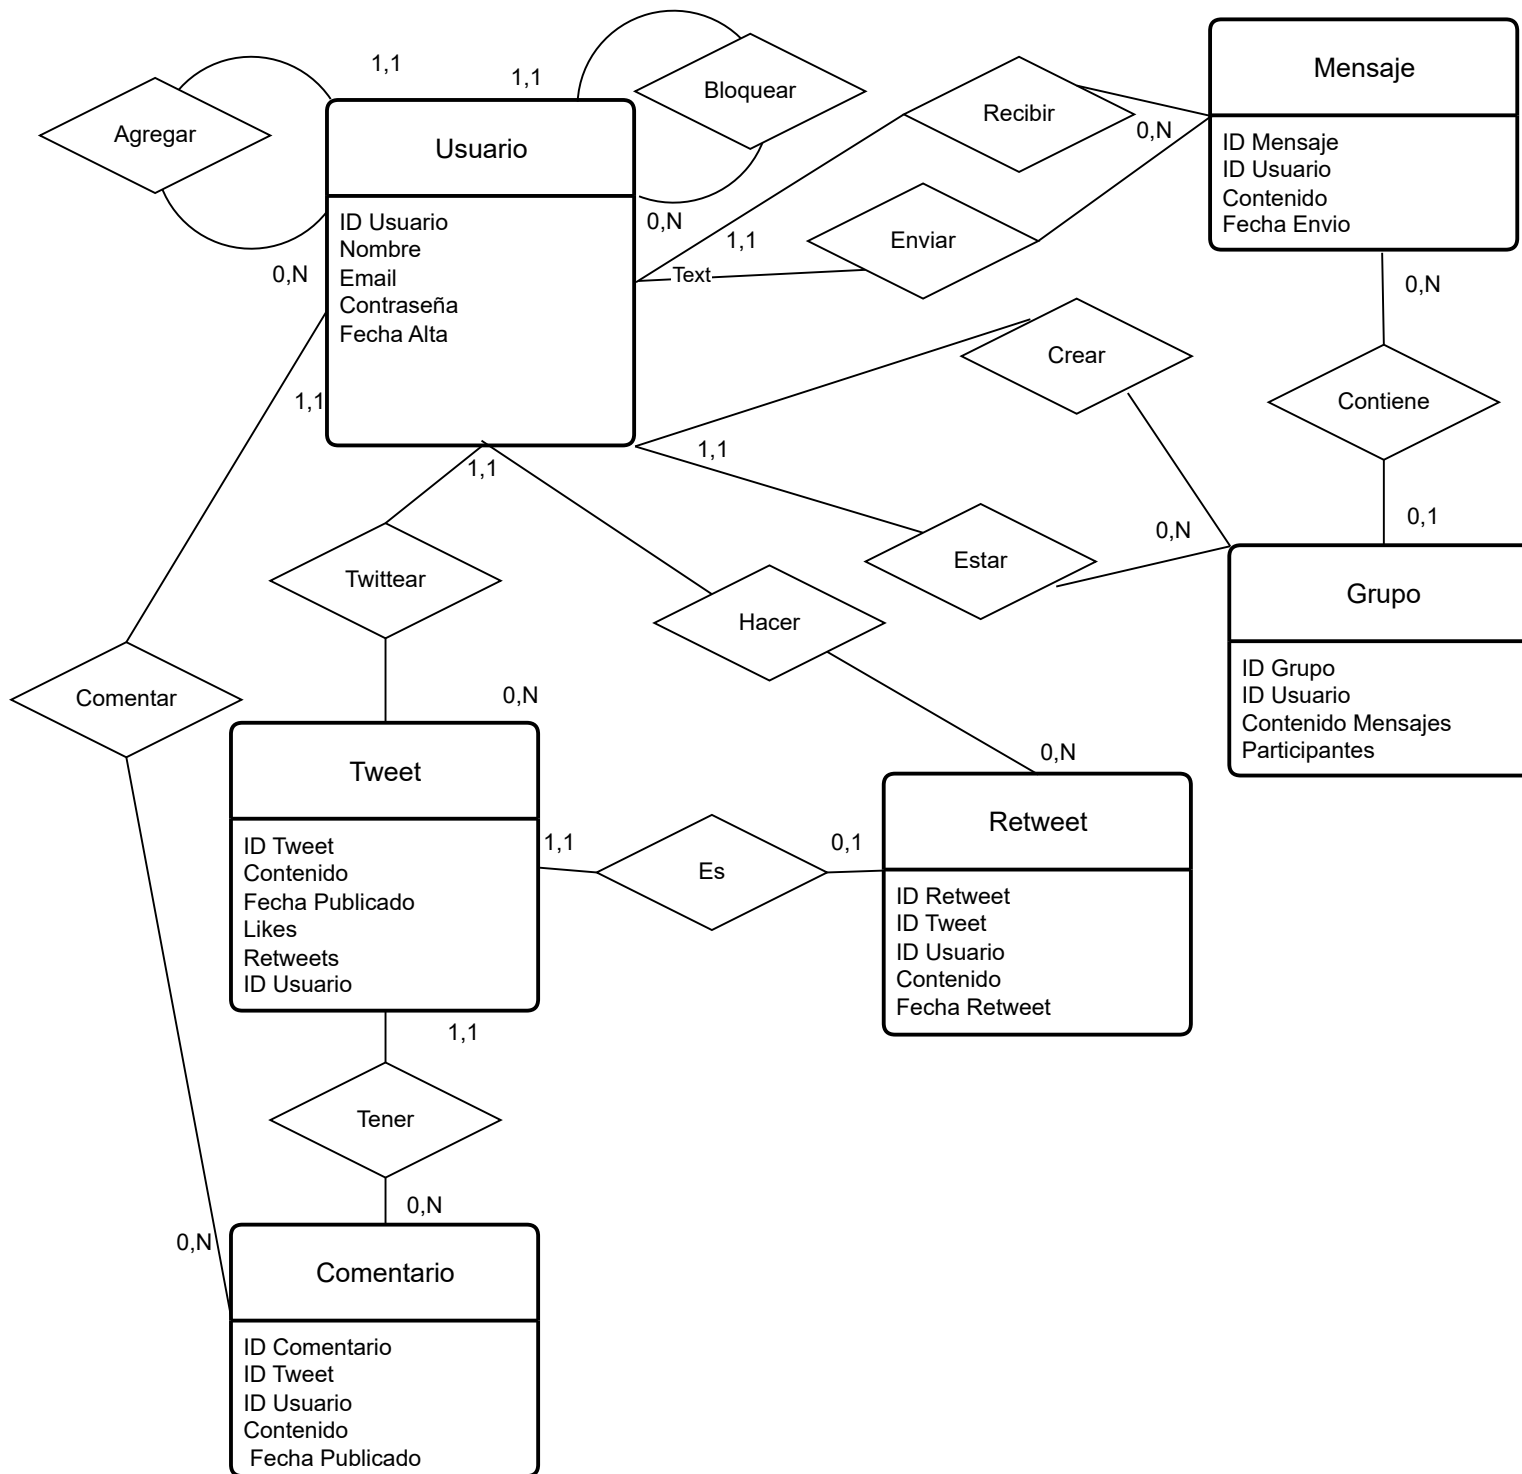 1,1
1,1
Agregar
Bloquear
Recibir
0,N
Mensaje
ID Mensaje
ID Usuario
Contenido
Fecha Envio
Usuario
ID Usuario
Nombre
Email
Contraseña
Fecha Alta
0,N
0,N
1,1
Enviar
Text
0,N
Crear
Contiene
1,1
1,1
1,1
0,1
0,N
Estar
Twittear
Hacer
Grupo
ID Grupo
ID Usuario
Contenido Mensajes
Participantes
Comentar
0,N
0,N
Tweet
ID Tweet
Contenido
Fecha Publicado
Likes
Retweets
ID Usuario
1,1
Es
0,1
Retweet
ID Retweet
ID Tweet
ID Usuario
Contenido
Fecha Retweet
1,1
Tener
0,N
0,N
Comentario
ID Comentario
ID Tweet
ID Usuario
Contenido
Fecha Publicado